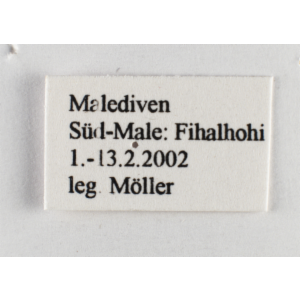 Malediven
Süd-Male: Fihalhohi
1.-13.2.2002
leg. Möller